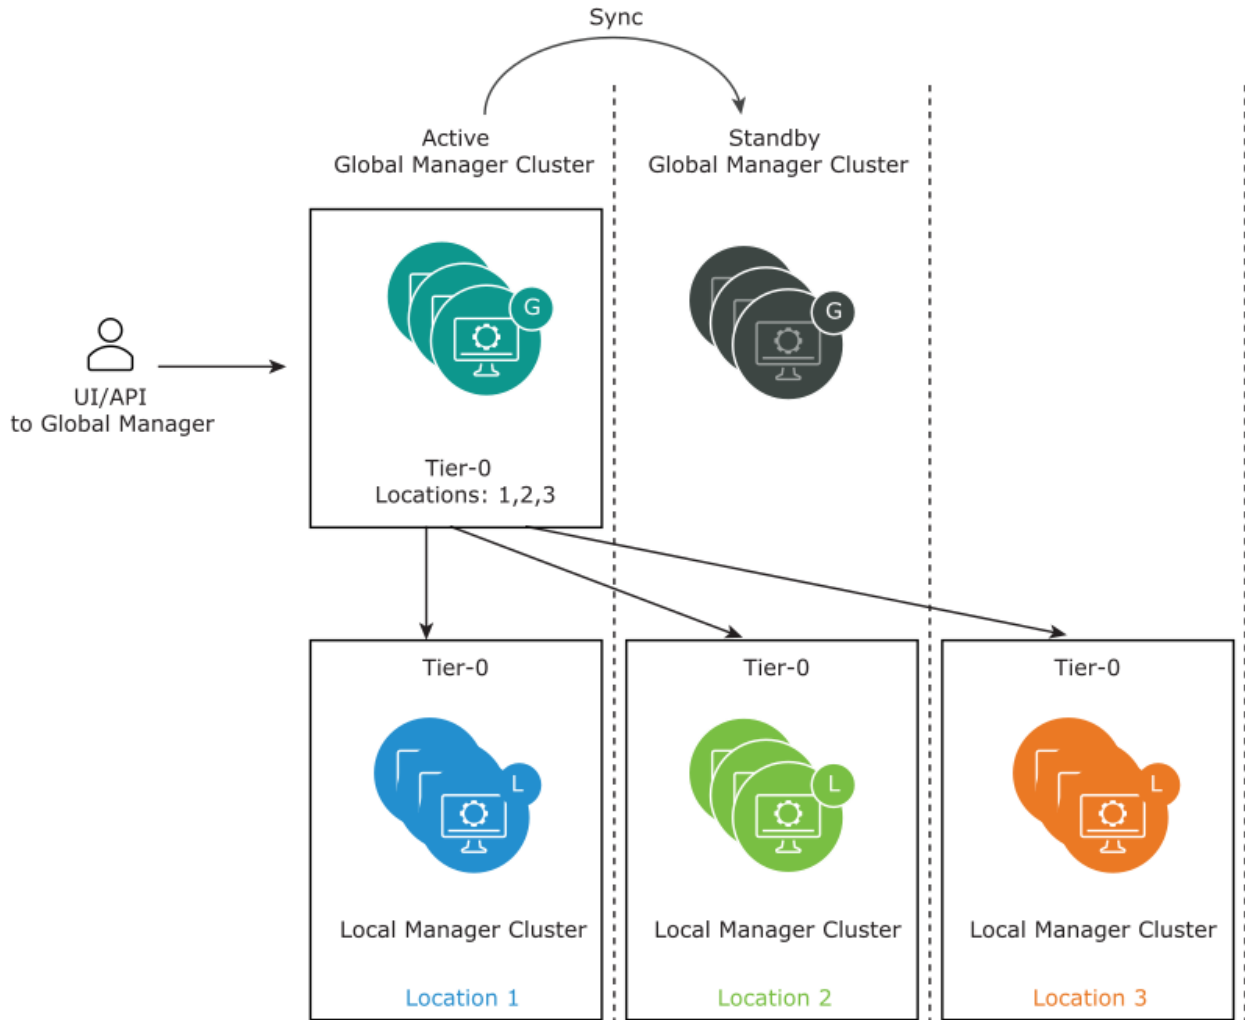 Sync
Active
Global Manager Cluster
Standby
Global Manager Cluster
G
G
UI/API
to Global Manager
Tier-0
Locations: 1,2,3
Tier-0
Tier-0
Tier-0
L
L
L
Local Manager Cluster
Local Manager Cluster
Local Manager Cluster
Location 1
Location 2
Location 3